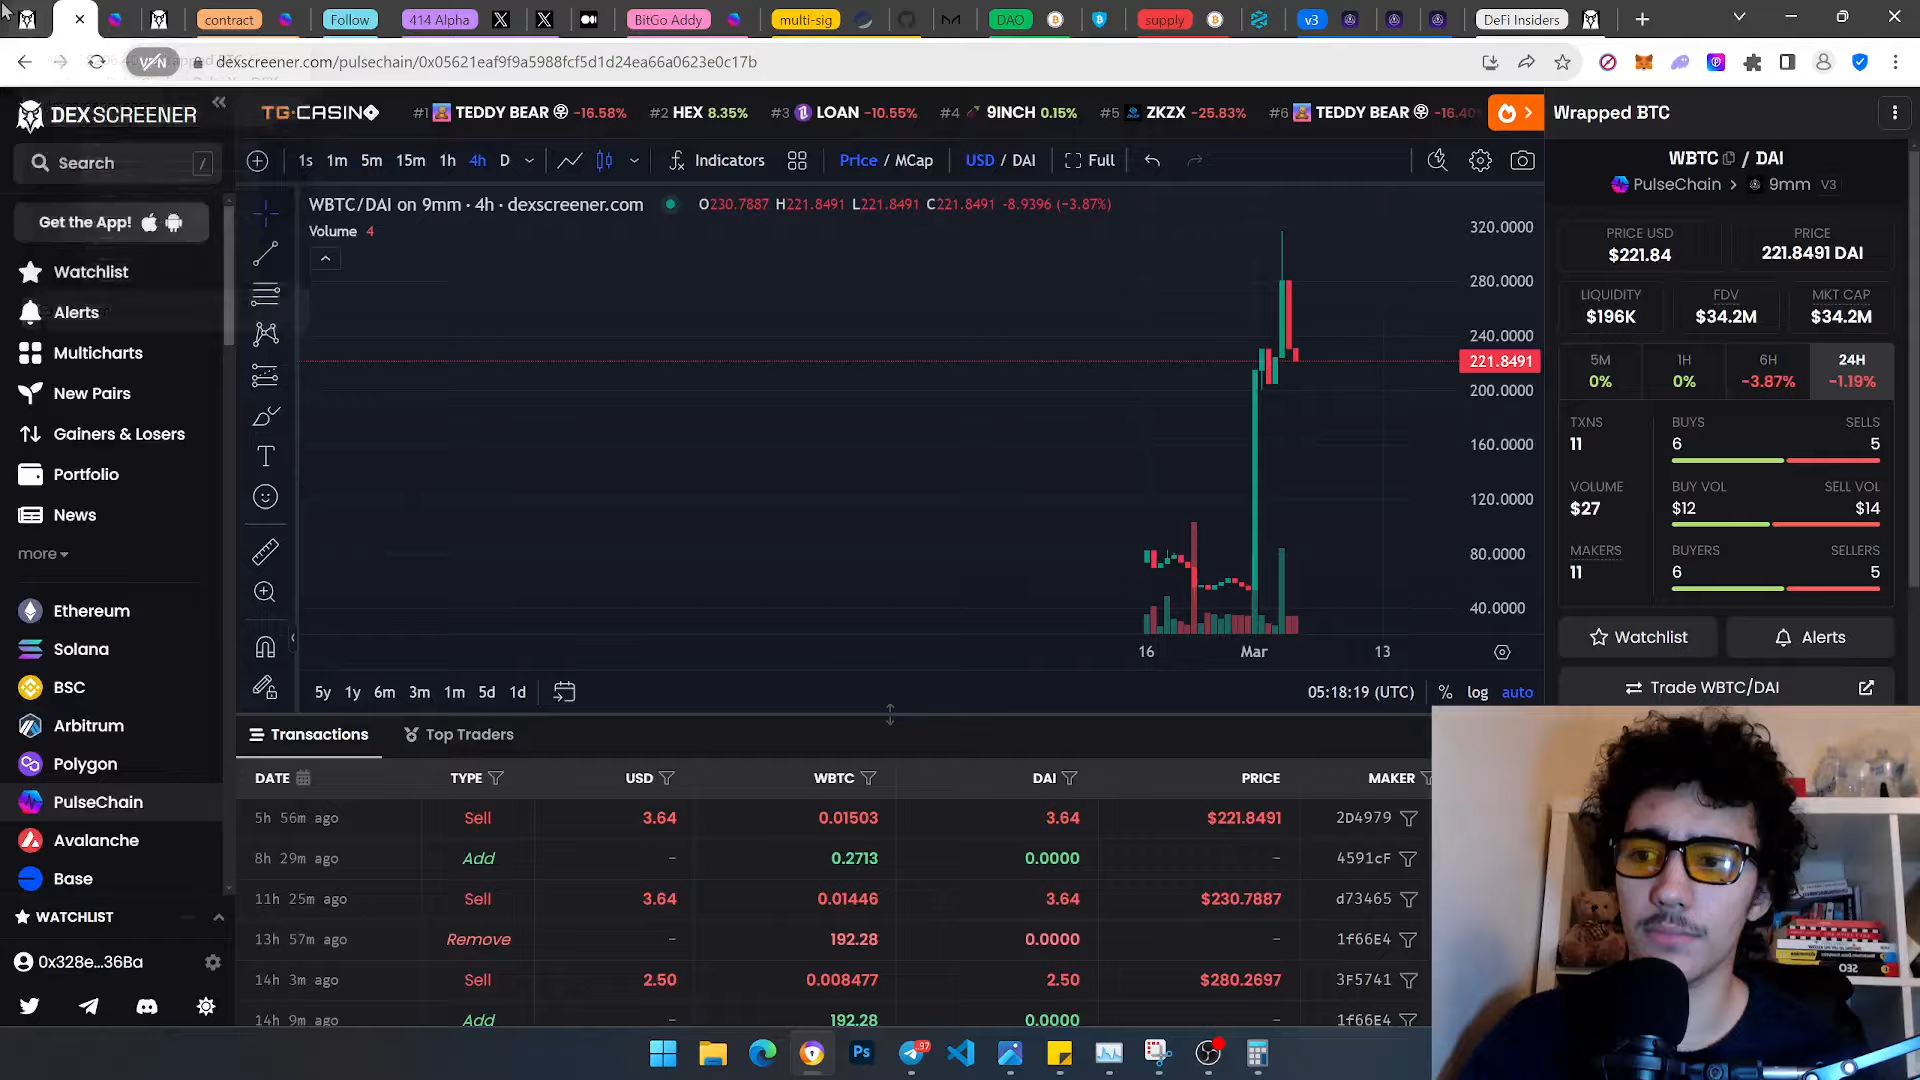 contract
Follow
414 Alpha
BitGo Addy
multi-sig
DAO
supply
v3
DeFi Insiders
dexscreener.com/pulsechain/0x05621eaf9f9a5988fcf5d1d24ea66a0623e0c17b
DEX SCREENER
TG.CASINO
#1 TEDDY BEAR -16.58%
#2 HEX 8.35%
#3 LOAN -10.55%
#4 9INCH 0.15%
#5 ZKZX -25.83%
#6 TEDDY BEAR -16.40%
Wrapped BTC
Search /
Get the App!
Watchlist
Alerts
Multicharts
New Pairs
Gainers & Losers
Portfolio
News
more
Ethereum
Solana
BSC
Arbitrum
Polygon
PulseChain
Avalanche
Base
WATCHLIST
0x328e...36Ba
1s 1m 5m 15m 1h 4h D
Indicators
Price / MCap
USD / DAI
Full
WBTC/DAI on 9mm · 4h · dexscreener.com
O230.7887 H221.8491 L221.8491 C221.8491 -8.9396 (-3.87%)
Volume 4
320.0000
280.0000
240.0000
221.8491
200.0000
160.0000
120.0000
80.0000
40.0000
16 Mar 13
5y 1y 6m 3m 1m 5d 1d
05:18:19 (UTC) % log auto
WBTC / DAI
PulseChain > 9mm V3
PRICE USD
$221.84
PRICE
221.8491 DAI
LIQUIDITY
$196K
FDV
$34.2M
MKT CAP
$34.2M
5M
0%
1H
0%
6H
-3.87%
24H
-1.19%
TXNS
11
BUYS
6
SELLS
5
VOLUME
$27
BUY VOL
$12
SELL VOL
$14
MAKERS
11
BUYERS
6
SELLERS
5
Watchlist
Alerts
Trade WBTC/DAI
Transactions
Top Traders
DATE TYPE USD WBTC DAI PRICE MAKER
5h 56m ago Sell 3.64 0.01503 3.64 $221.8491 2D4979
8h 29m ago Add - 0.2713 0.0000 - 4591cF
11h 25m ago Sell 3.64 0.01446 3.64 $230.7887 d73465
13h 57m ago Remove - 192.28 0.0000 - 1f66E4
14h 3m ago Sell 2.50 0.008477 2.50 $280.2697 3F5741
14h 9m ago Add - 192.28 0.0000 - 1f66E4
Ps
97
SEO